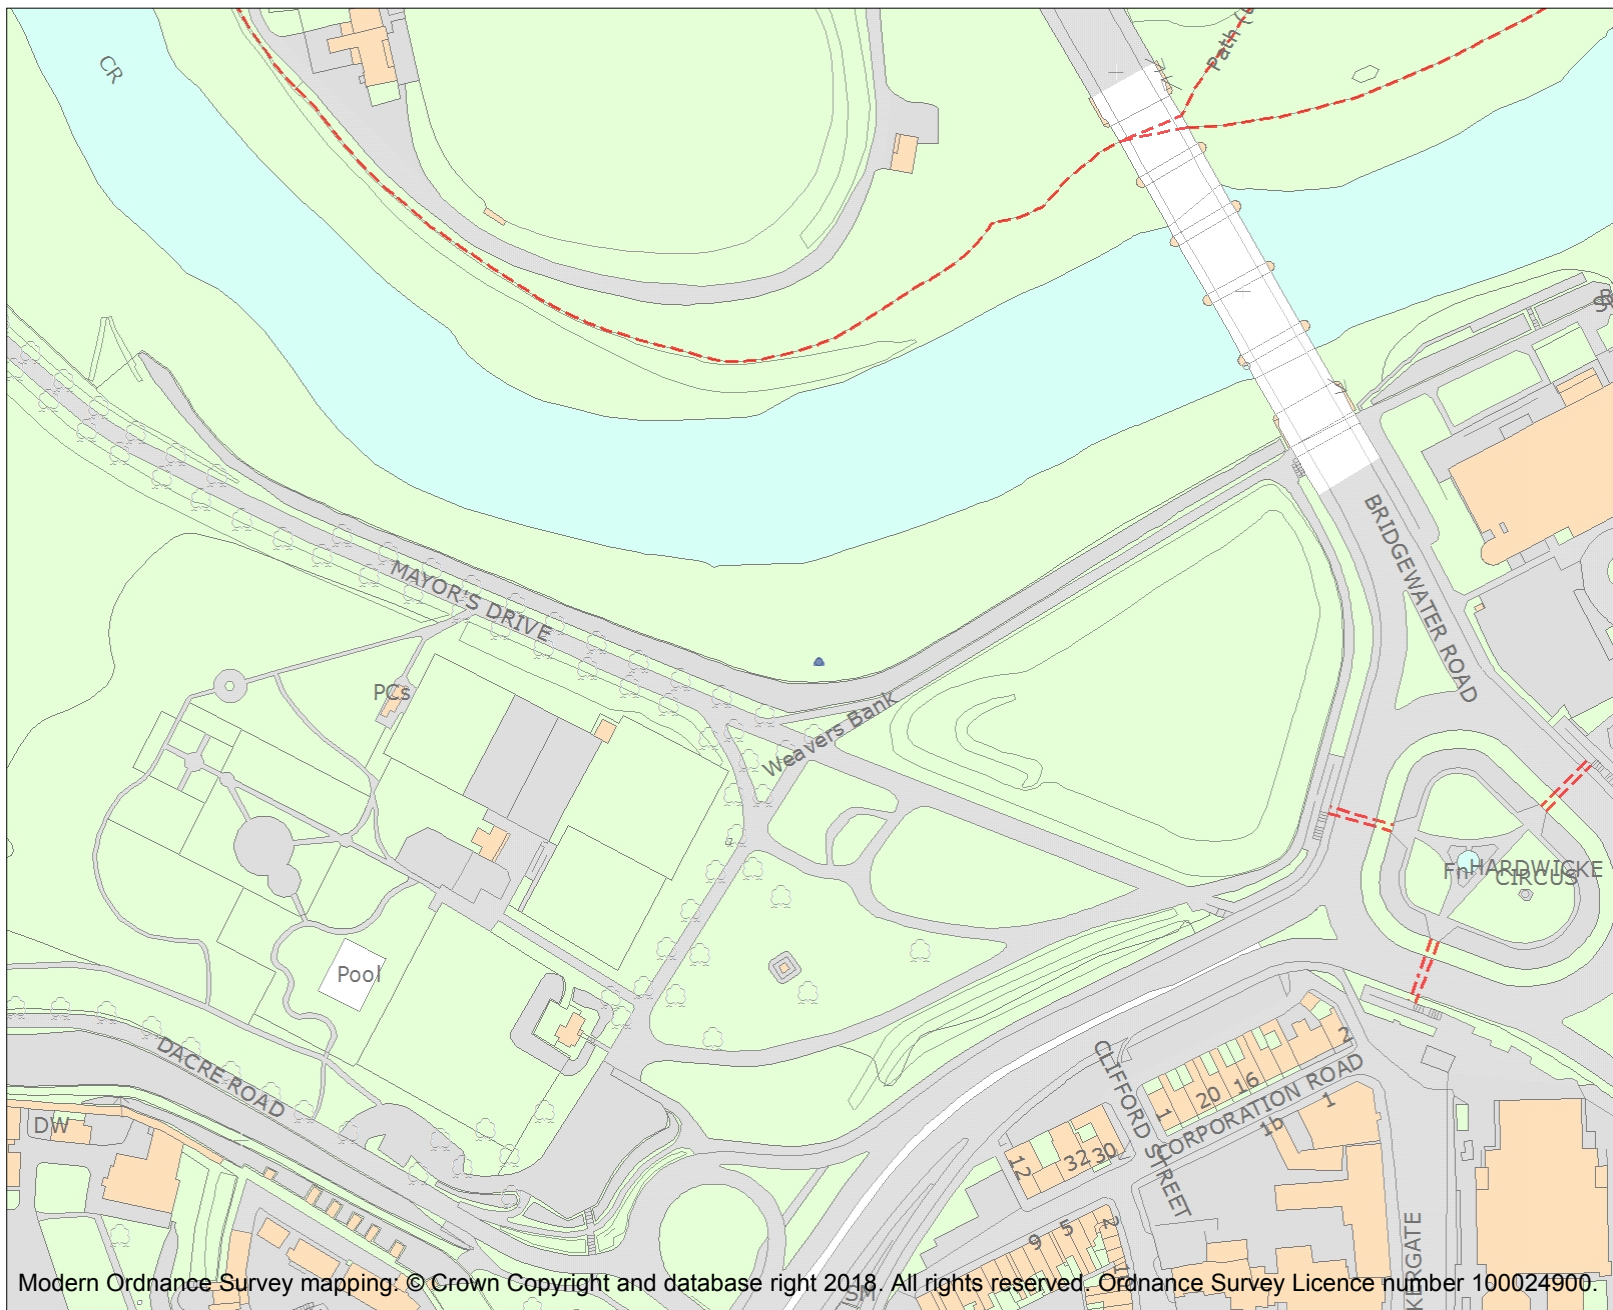 CR
Path (u
MAYOR'S DRIVE
BRIDGEWATER ROAD
PCs
Weavers Bank
Fn
HARDWICKE
CIRCUS
Pool
DACRE ROAD
DW
CLIFFORD STREET
CORPORATION ROAD
2
1
20
16
1
1b
12
32
30
9
5
2
SM
KERGATE
Modern Ordnance Survey mapping: © Crown Copyright and database right 2018. All rights reserved. Ordnance Survey Licence number 100024900.